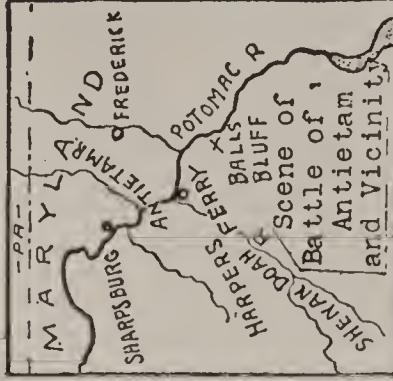 -PA-
MARYLAND
FREDERICK
ANTIETAM R
POTOMAC R
SHARPSBURG
HARPERS FERRY
BALLS
BLUFF
SHENANDOAH R
Scene of
Battle of,
Antietam
and Vicinity